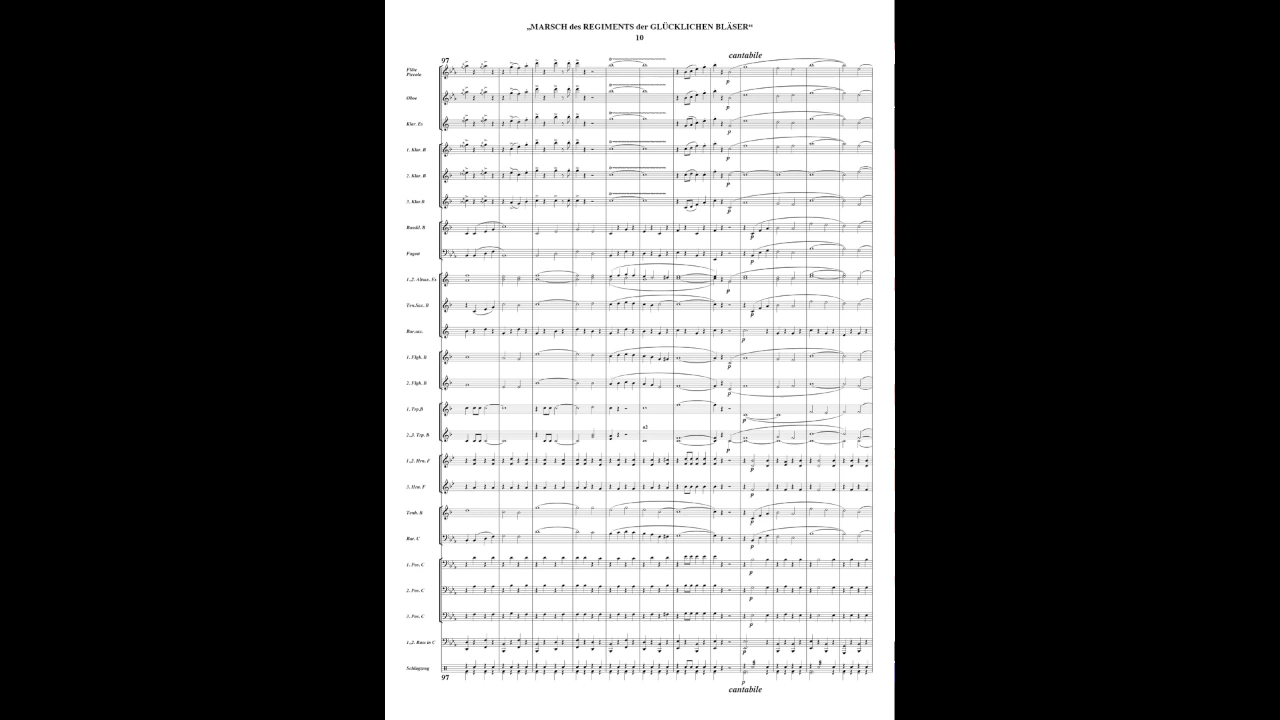 „MARSCH des REGIMENTS der GLÜCKLICHEN BLÄSER“
10
cantabile
97
Flöte
Piccolo
p
Oboe
p
Klar. Es
p
1. Klar. B
p
2. Klar. B
p
3. Klar B
p
Basskl. B
p
Fagott
p
1.,2. Altsax. Es
p
Ten.Sax. B
p
Bar.sax.
p
1. Flgh. B
p
2. Flgh. B
p
1. Trp.B
p
a2
2.,3. Trp. B
p
1.,2. Hrn. F
p
3. Hrn. F
p
Tenh. B
p
Bar. C
p
1. Pos. C
p
2. Pos. C
p
3. Pos. C
p
1.,2. Bass in C
p
Schlagzeug
97
p
cantabile